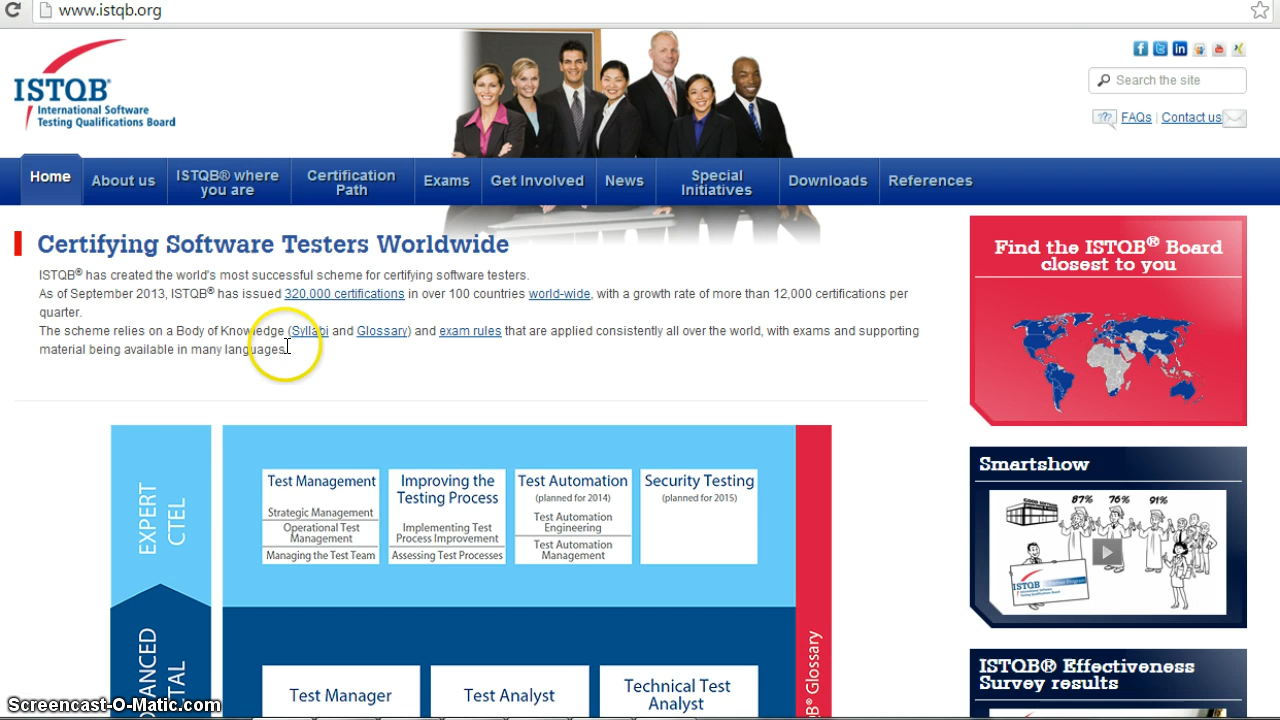 www.istqb.org
ISTQB®
International Software
Testing Qualifications Board
Search the site
???
FAQs | Contact us
Home
About us
ISTQB® where
you are
Certification
Path
Exams
Get Involved
News
Special
Initiatives
Downloads
References
Certifying Software Testers Worldwide
ISTQB® has created the world's most successful scheme for certifying software testers.
As of September 2013, ISTQB® has issued 320,000 certifications in over 100 countries world-wide, with a growth rate of more than 12,000 certifications per
quarter.
The scheme relies on a Body of Knowledge (Syllabi and Glossary) and exam rules that are applied consistently all over the world, with exams and supporting
material being available in many languages.
Find the ISTQB® Board
closest to you
Smartshow
87% 76% 91%
ISTQB
ISTQB® Effectiveness
Survey results
EXPERT
CTEL
Test Management
Strategic Management
Operational Test
Management
Managing the Test Team
Improving the
Testing Process
Implementing Test
Process Improvement
Assessing Test Processes
Test Automation
(planned for 2014)
Test Automation
Engineering
Test Automation
Management
Security Testing
(planned for 2015)
Test Manager
Test Analyst
Technical Test
Analyst
Glossary
Screencast-O-Matic.com